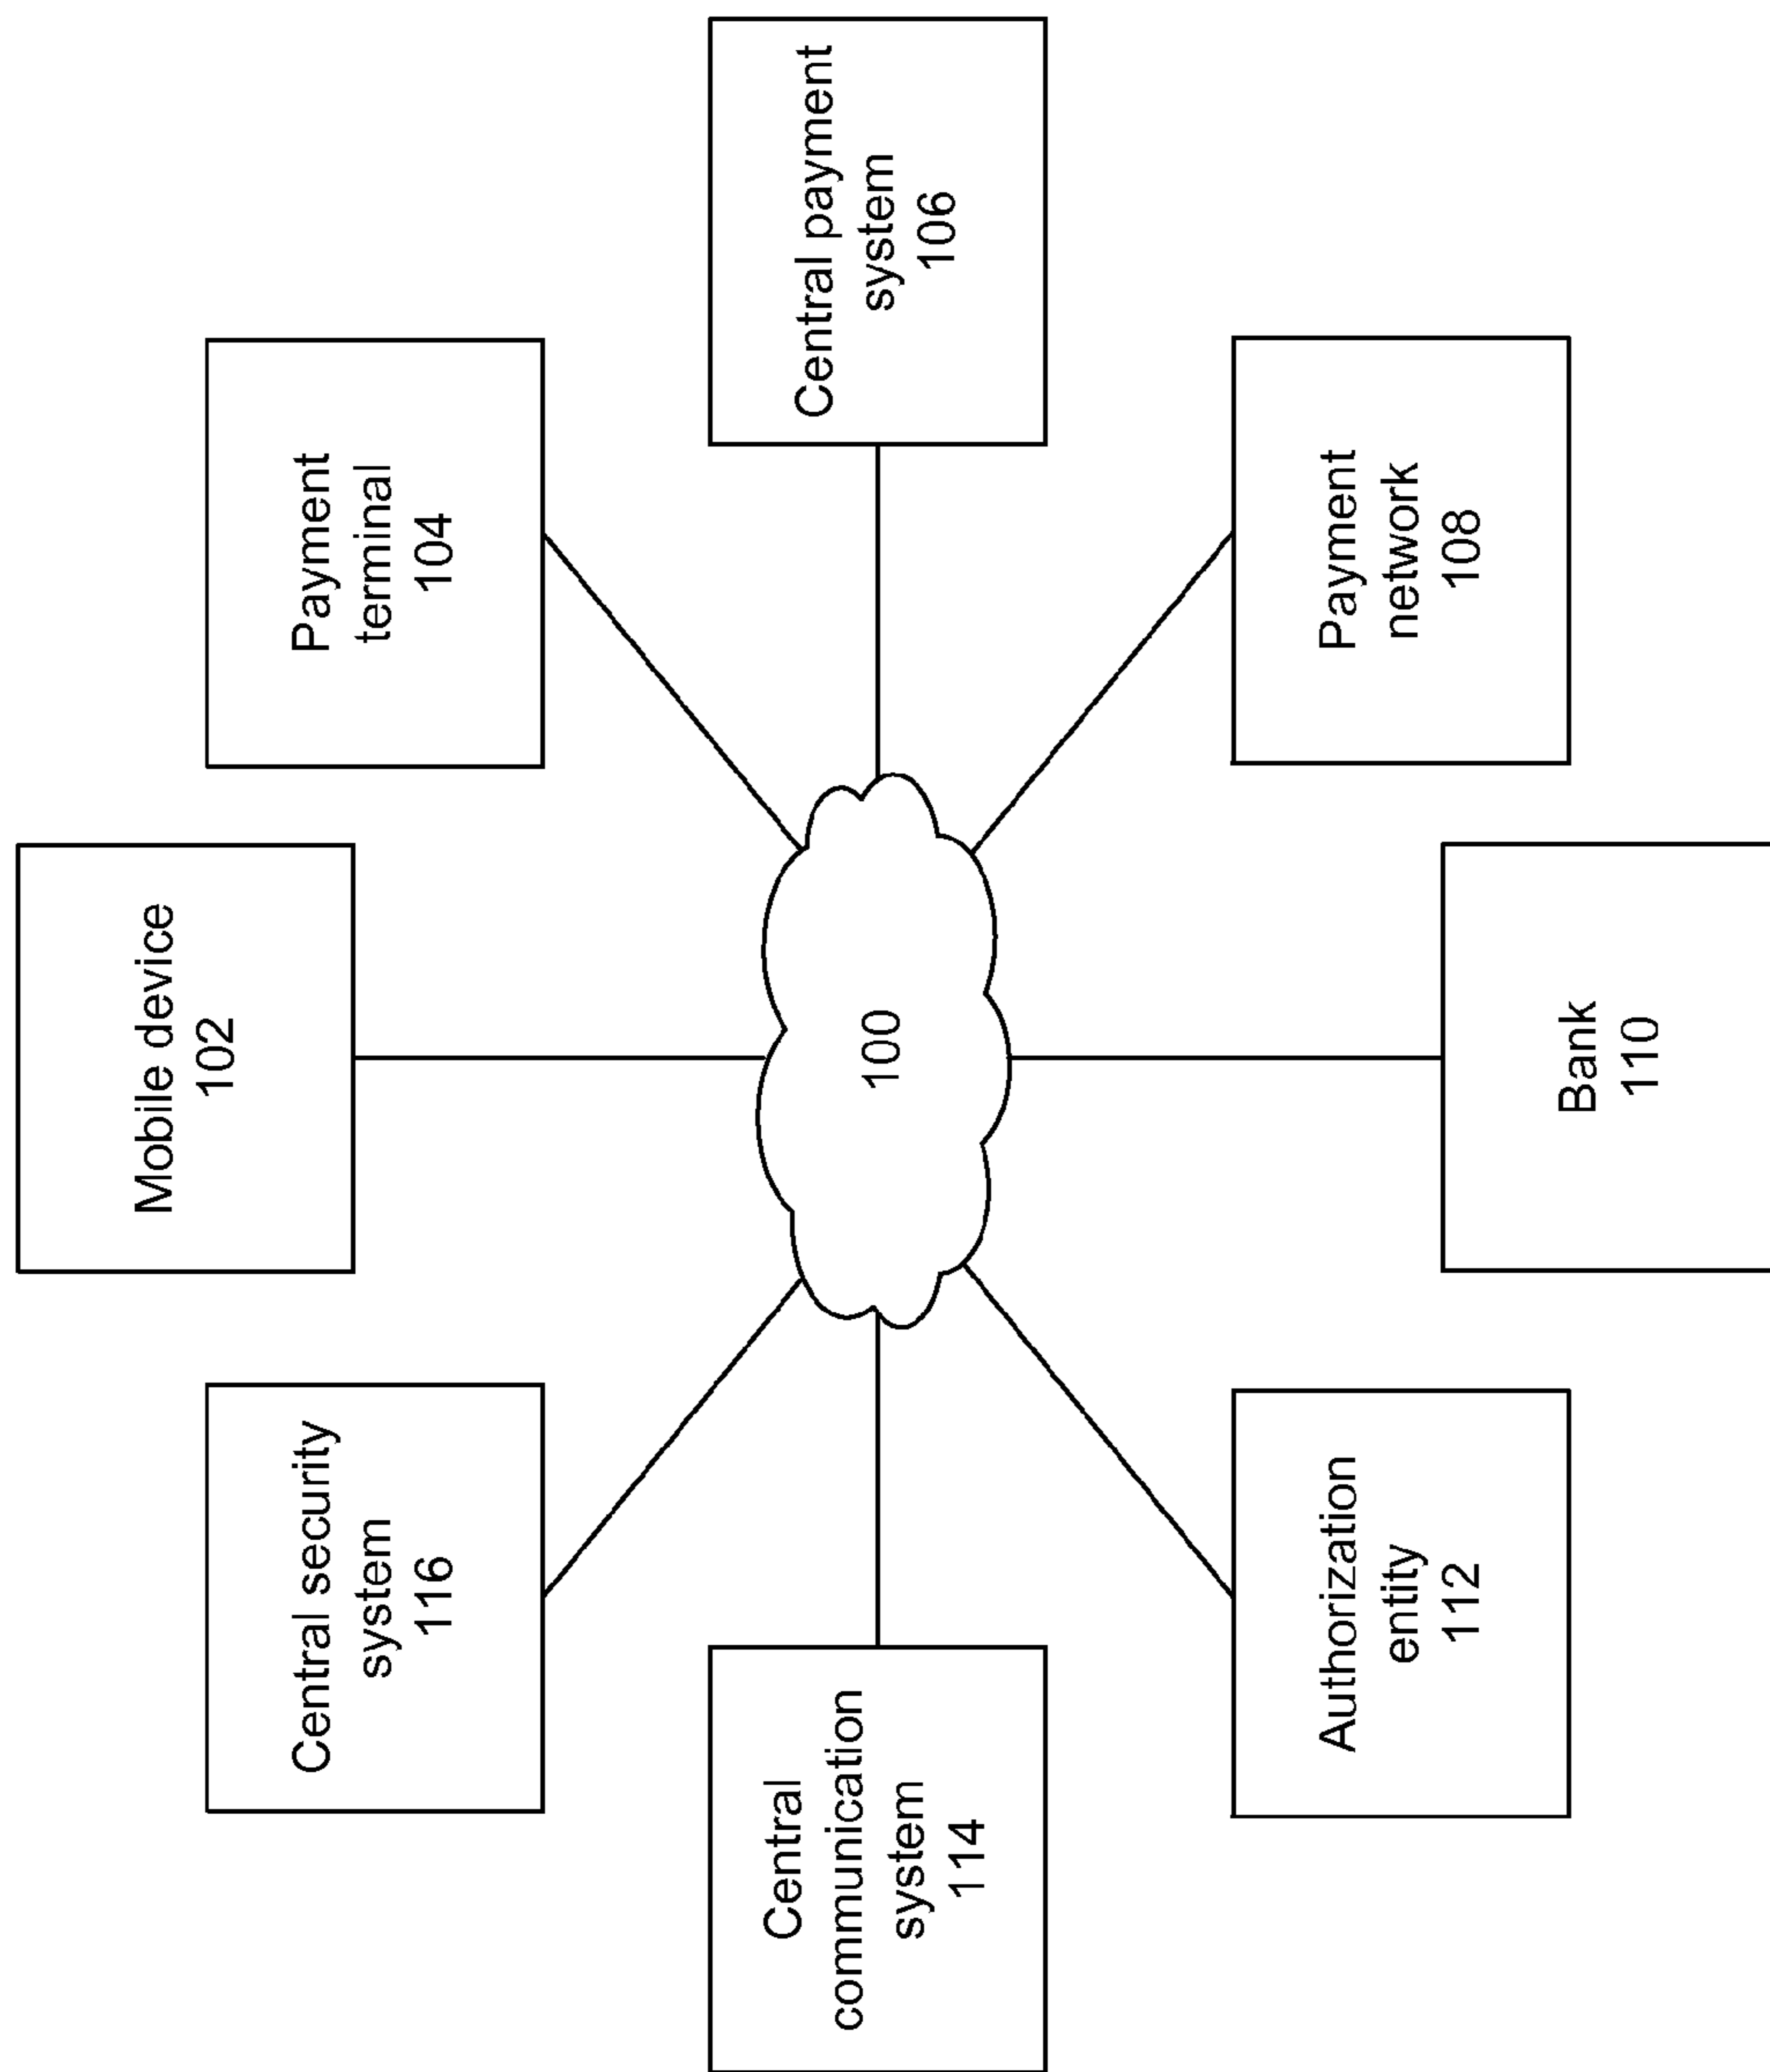 Mobile device
102
Payment
terminal
104
Central payment
system
106
Payment
network
108
Bank
110
Authorization
entity
112
Central
communication
system
114
Central security
system
116
100